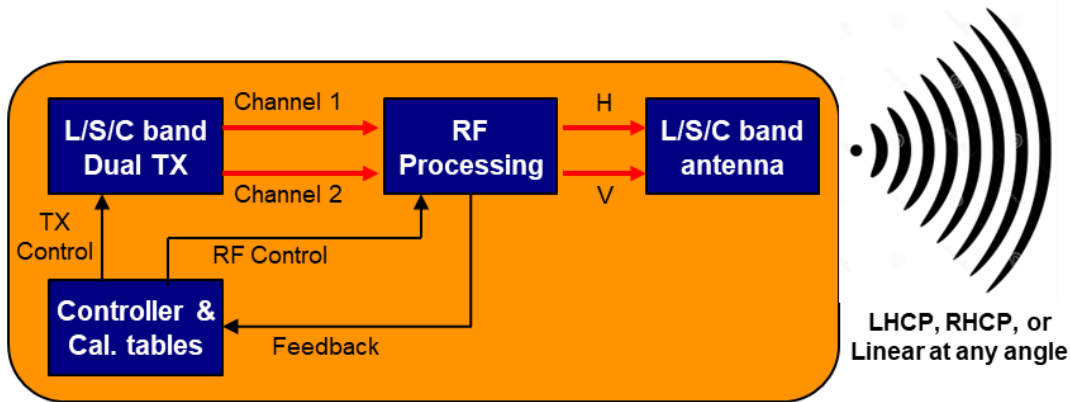 Channel 1
L/S/C band
Dual TX
Channel 2
RF
Processing
H
V
L/S/C band
antenna
TX
Control
RF Control
Controller &
Cal. tables
Feedback
LHCP, RHCP, or
Linear at any angle